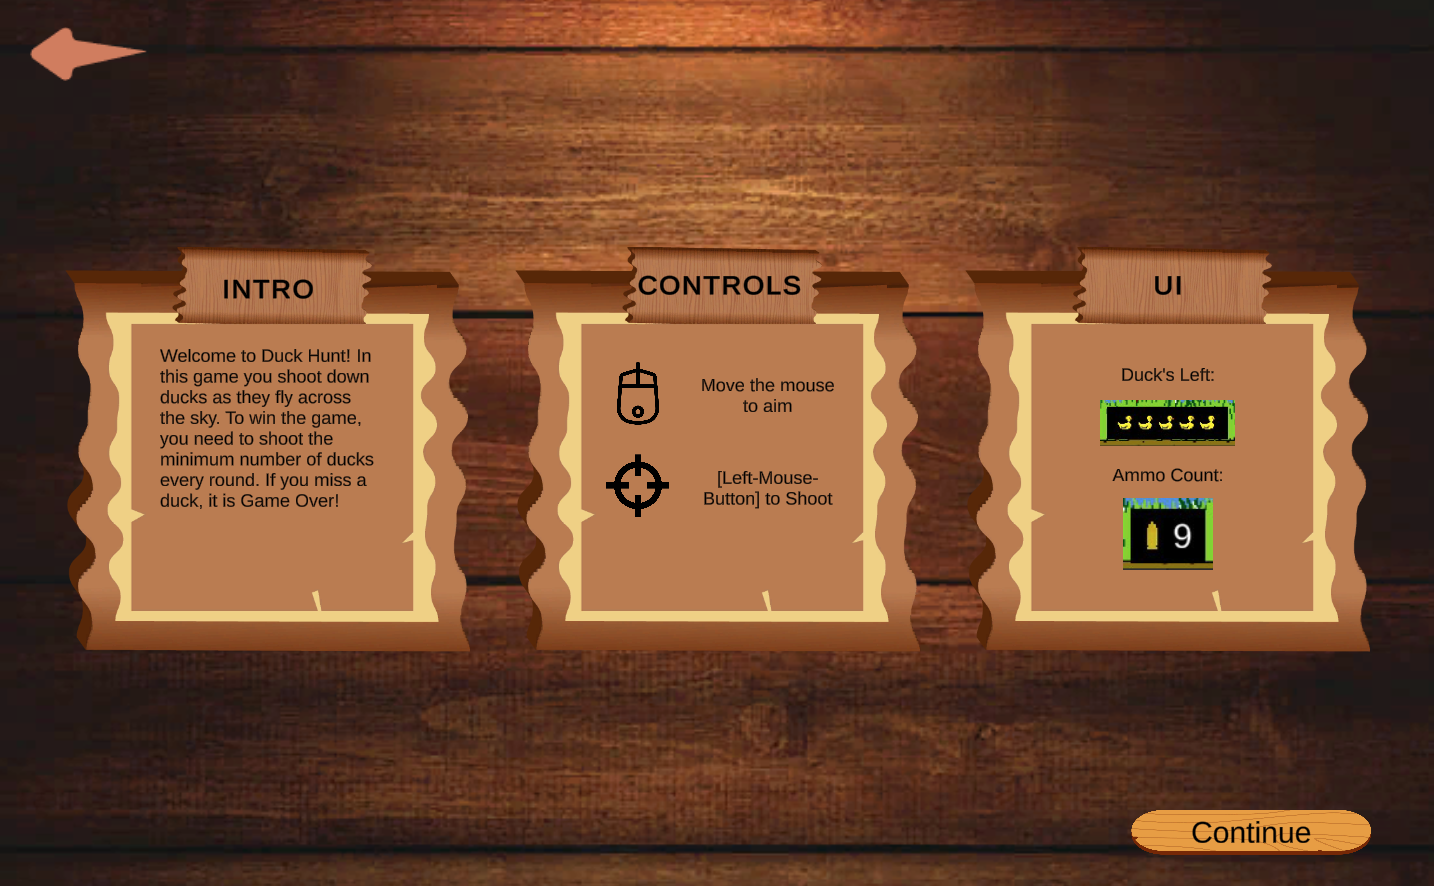 INTRO
Welcome to Duck Hunt! In
this game you shoot down
ducks as they fly across
the sky. To win the game,
you need to shoot the
minimum number of ducks
every round. If you miss a
duck, it is Game Over!
CONTROLS
Move the mouse
to aim
[Left-Mouse-
Button] to Shoot
UI
Duck's Left:
Ammo Count:
9
Continue